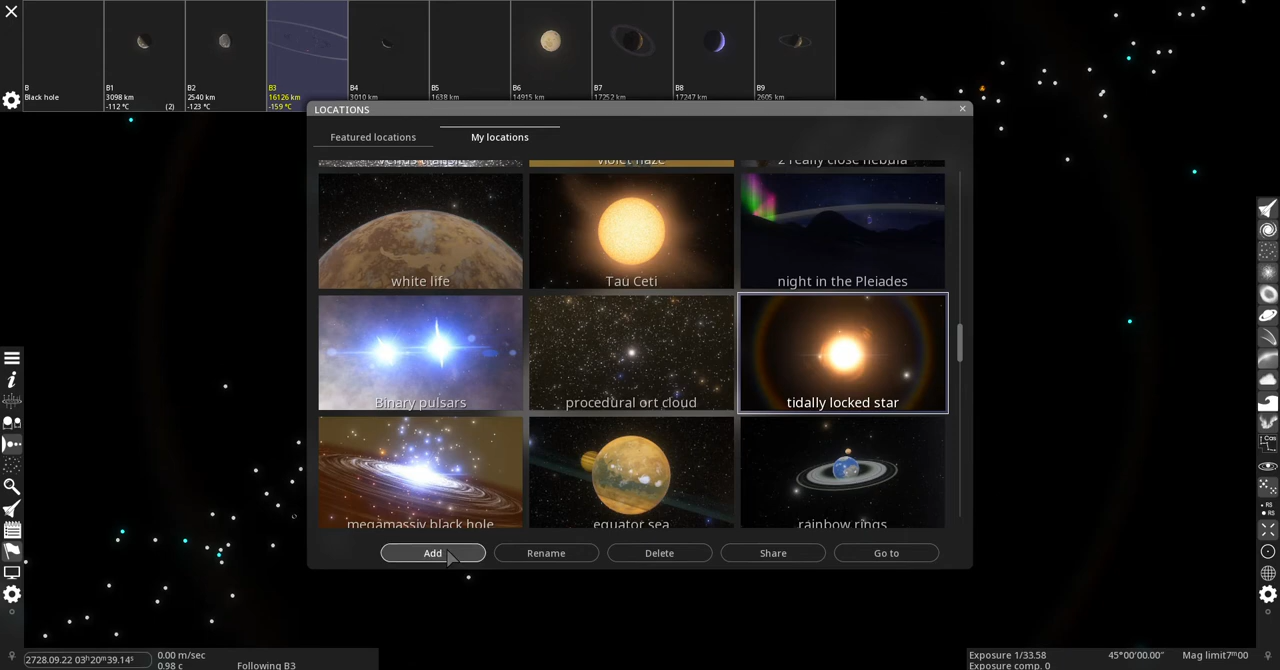 B
Black hole
B1
3098 km
-112 °C (2)
B2
2540 km
-123 °C
B3
16126 km
-159 °C
B4
3010 km
B5
1638 km
B6
14915 km
B7
17252 km
B8
17247 km
B9
2605 km
LOCATIONS
Featured locations
My locations
violet haze
2 really close nebula
white life
Tau Ceti
night in the Pleiades
Binary pulsars
procedural ort cloud
tidally locked star
megamassiv black hole
equator sea
rainbow rings
Add
Rename
Delete
Share
Go to
2728.09.22 03h20m39.14s
0.00 m/sec
0.98 c
Following B3
Exposure 1/33.58
Exposure comp. 0
45°00'00.00"
Mag limit7m00